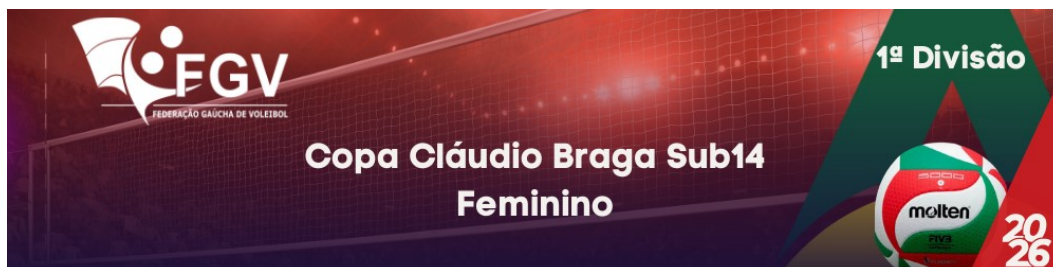 FGV
FEDERAÇÃO GAÚCHA DE VOLEIBOL
1ª Divisão
Copa Cláudio Braga Sub14
Feminino
5000
molten
FIVB
20
26